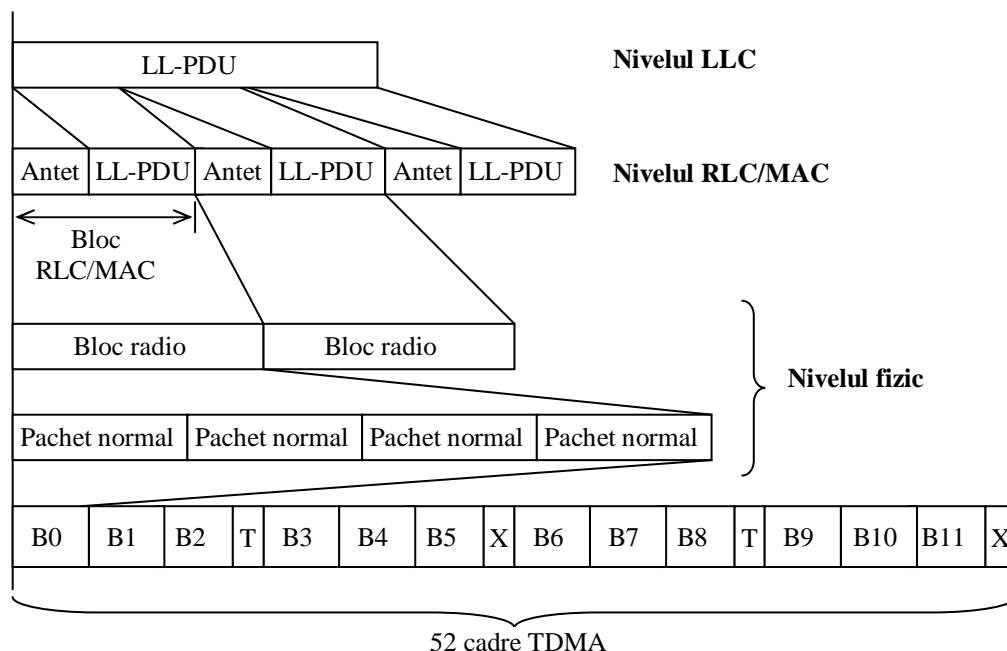 LL-PDU Nivelul LLC
Antet LL-PDU Antet LL-PDU Antet LL-PDU Nivelul RLC/MAC
Bloc
RLC/MAC
Bloc radio Bloc radio
Nivelul fizic
Pachet normal Pachet normal Pachet normal Pachet normal
B0 B1 B2 T B3 B4 B5 X B6 B7 B8 T B9 B10 B11 X
52 cadre TDMA